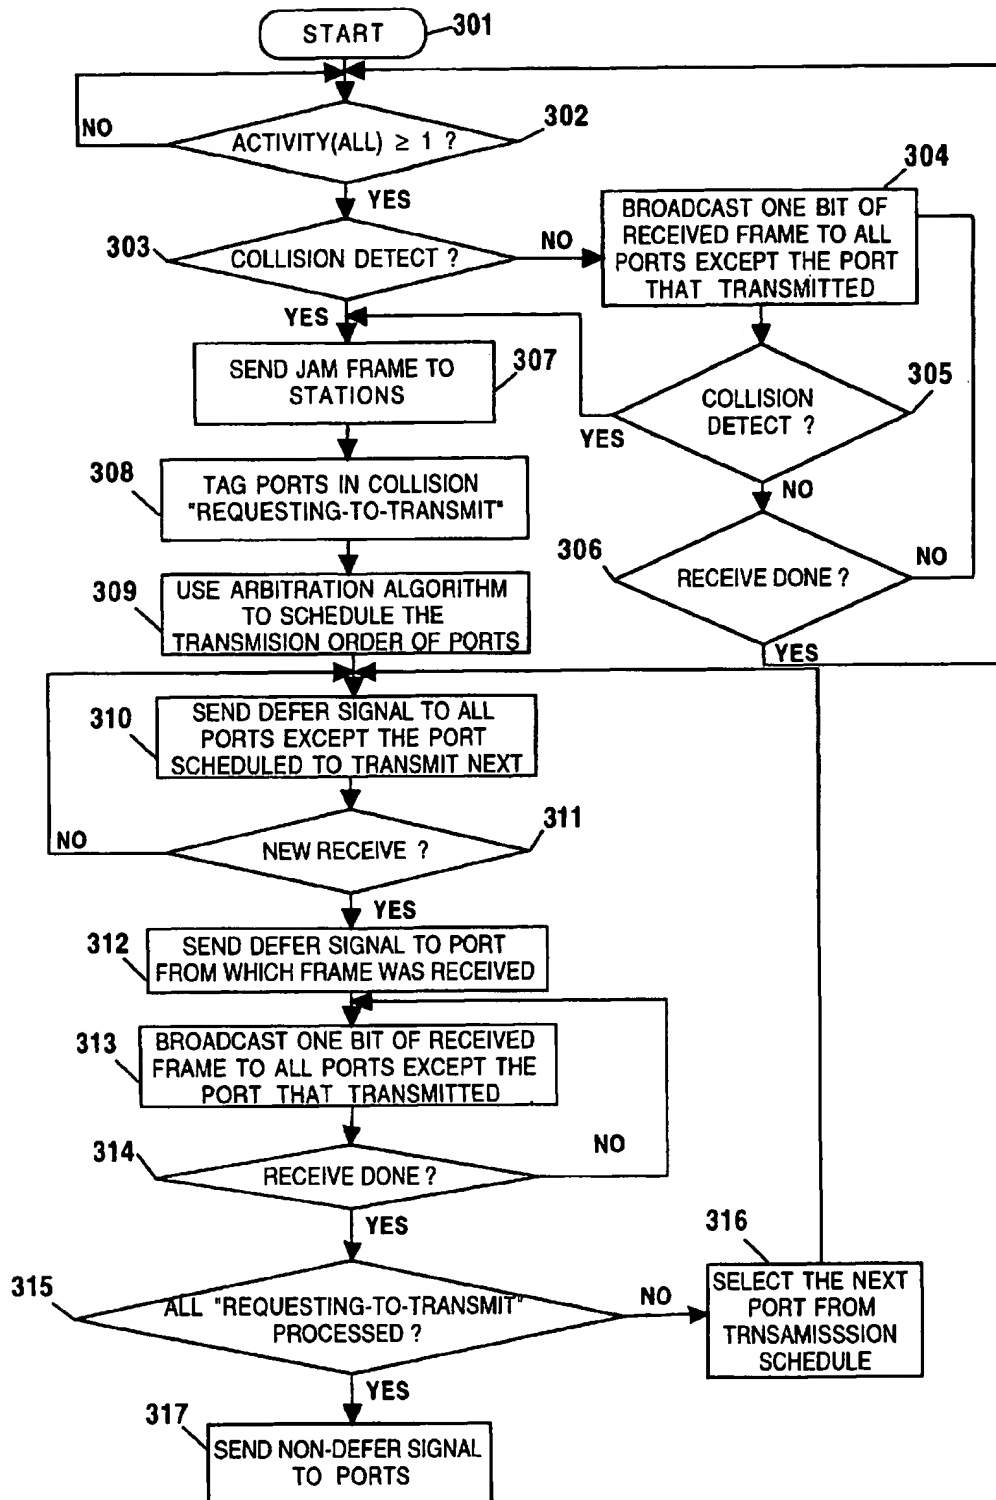 START
301
NO
ACTIVITY(ALL) ≥ 1 ?
302
YES
303
COLLISION DETECT ?
NO
304
BROADCAST ONE BIT OF
RECEIVED FRAME TO ALL
PORTS EXCEPT THE PORT
THAT TRANSMITTED
YES
SEND JAM FRAME TO
STATIONS
307
COLLISION
DETECT ?
305
YES
NO
308
TAG PORTS IN COLLISION
"REQUESTING-TO-TRANSMIT"
306
RECEIVE DONE ?
NO
YES
309
USE ARBITRATION ALGORITHM
TO SCHEDULE THE
TRANSMISION ORDER OF PORTS
310
SEND DEFER SIGNAL TO ALL
PORTS EXCEPT THE PORT
SCHEDULED TO TRANSMIT NEXT
NO
NEW RECEIVE ?
311
YES
312
SEND DEFER SIGNAL TO PORT
FROM WHICH FRAME WAS RECEIVED
313
BROADCAST ONE BIT OF RECEIVED
FRAME TO ALL PORTS EXCEPT THE
PORT THAT TRANSMITTED
314
RECEIVE DONE ?
NO
YES
315
ALL "REQUESTING-TO-TRANSMIT"
PROCESSED ?
NO
316
SELECT THE NEXT
PORT FROM
TRNSAMISSSION
SCHEDULE
YES
317
SEND NON-DEFER SIGNAL
TO PORTS